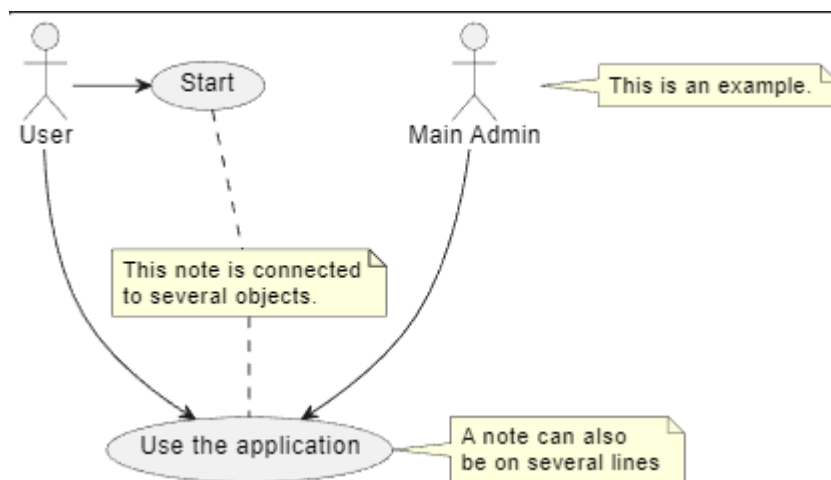 Start
This is an example.
User
Main Admin
This note is connected
to several objects.
Use the application
A note can also
be on several lines